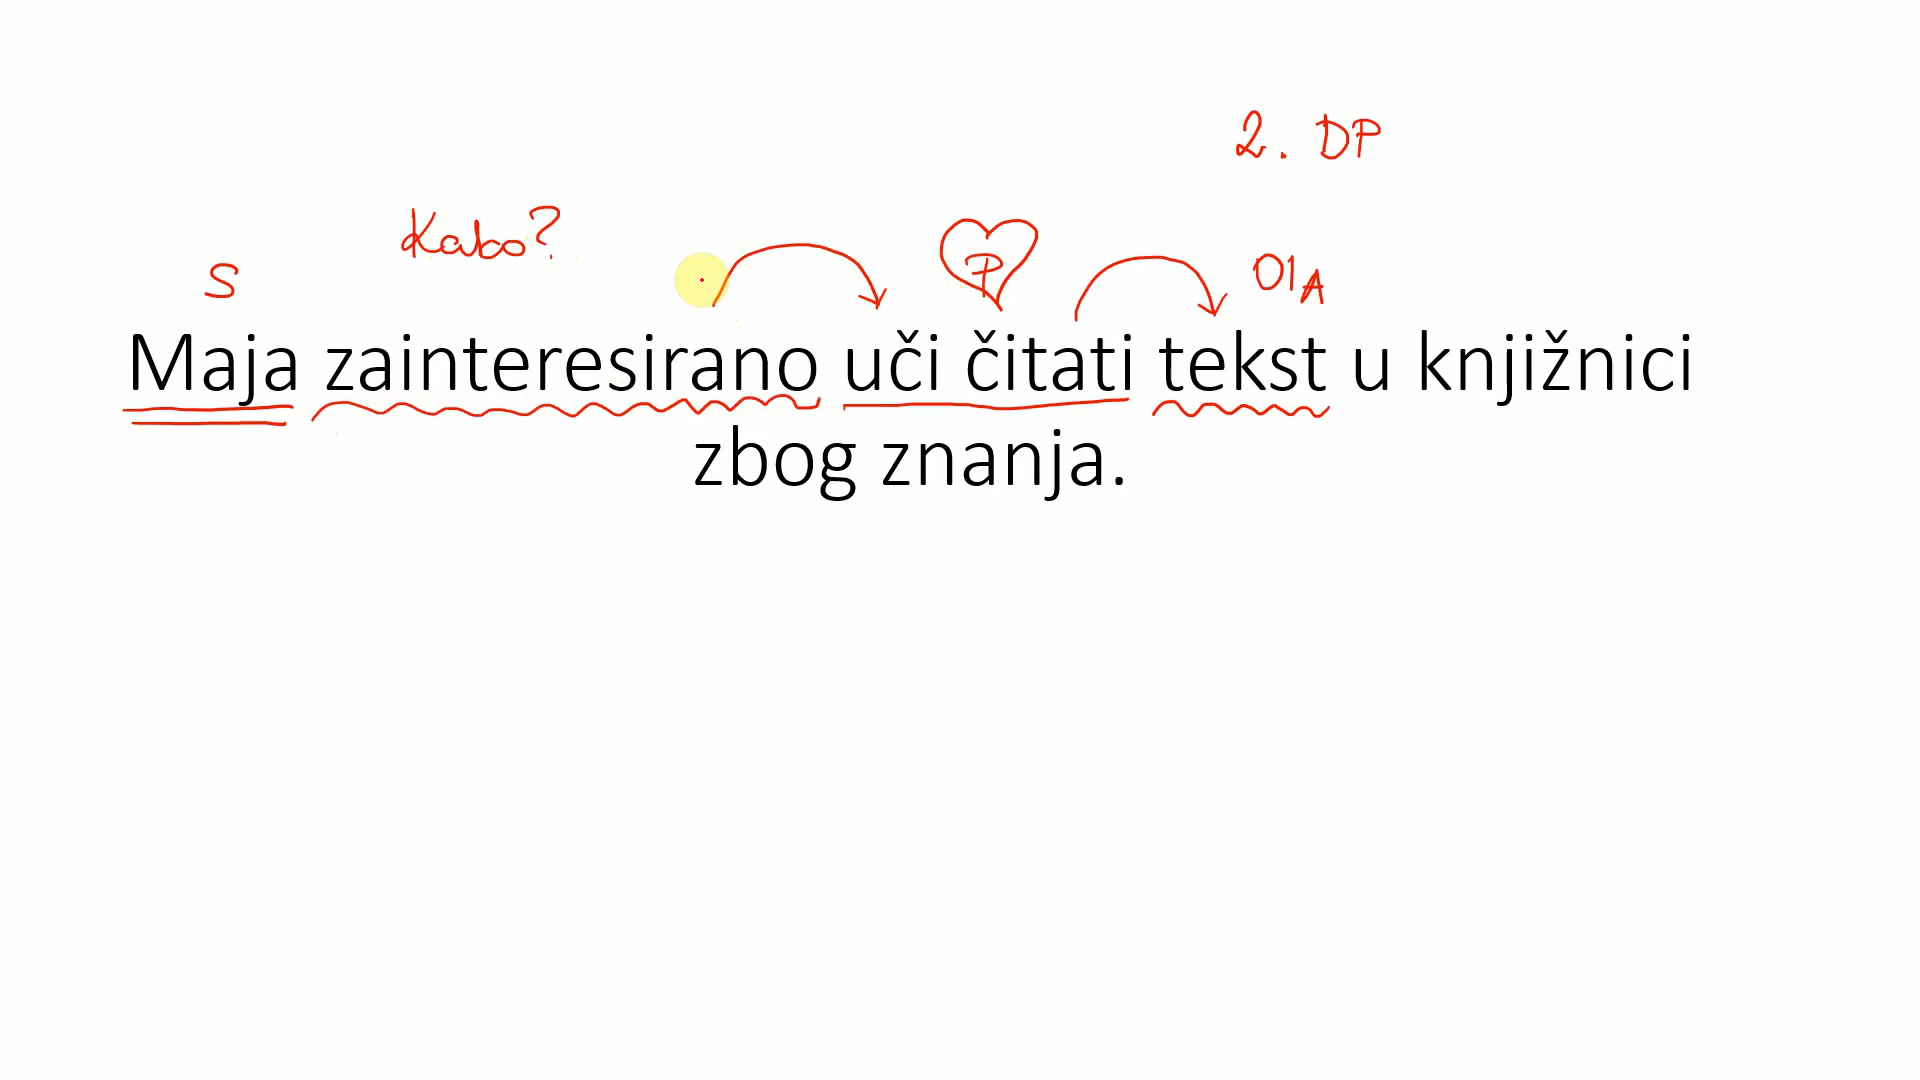 2. DP
Kako?
S
P
O1A
Maja zainteresirano uči čitati tekst u knjižnici
zbog znanja.